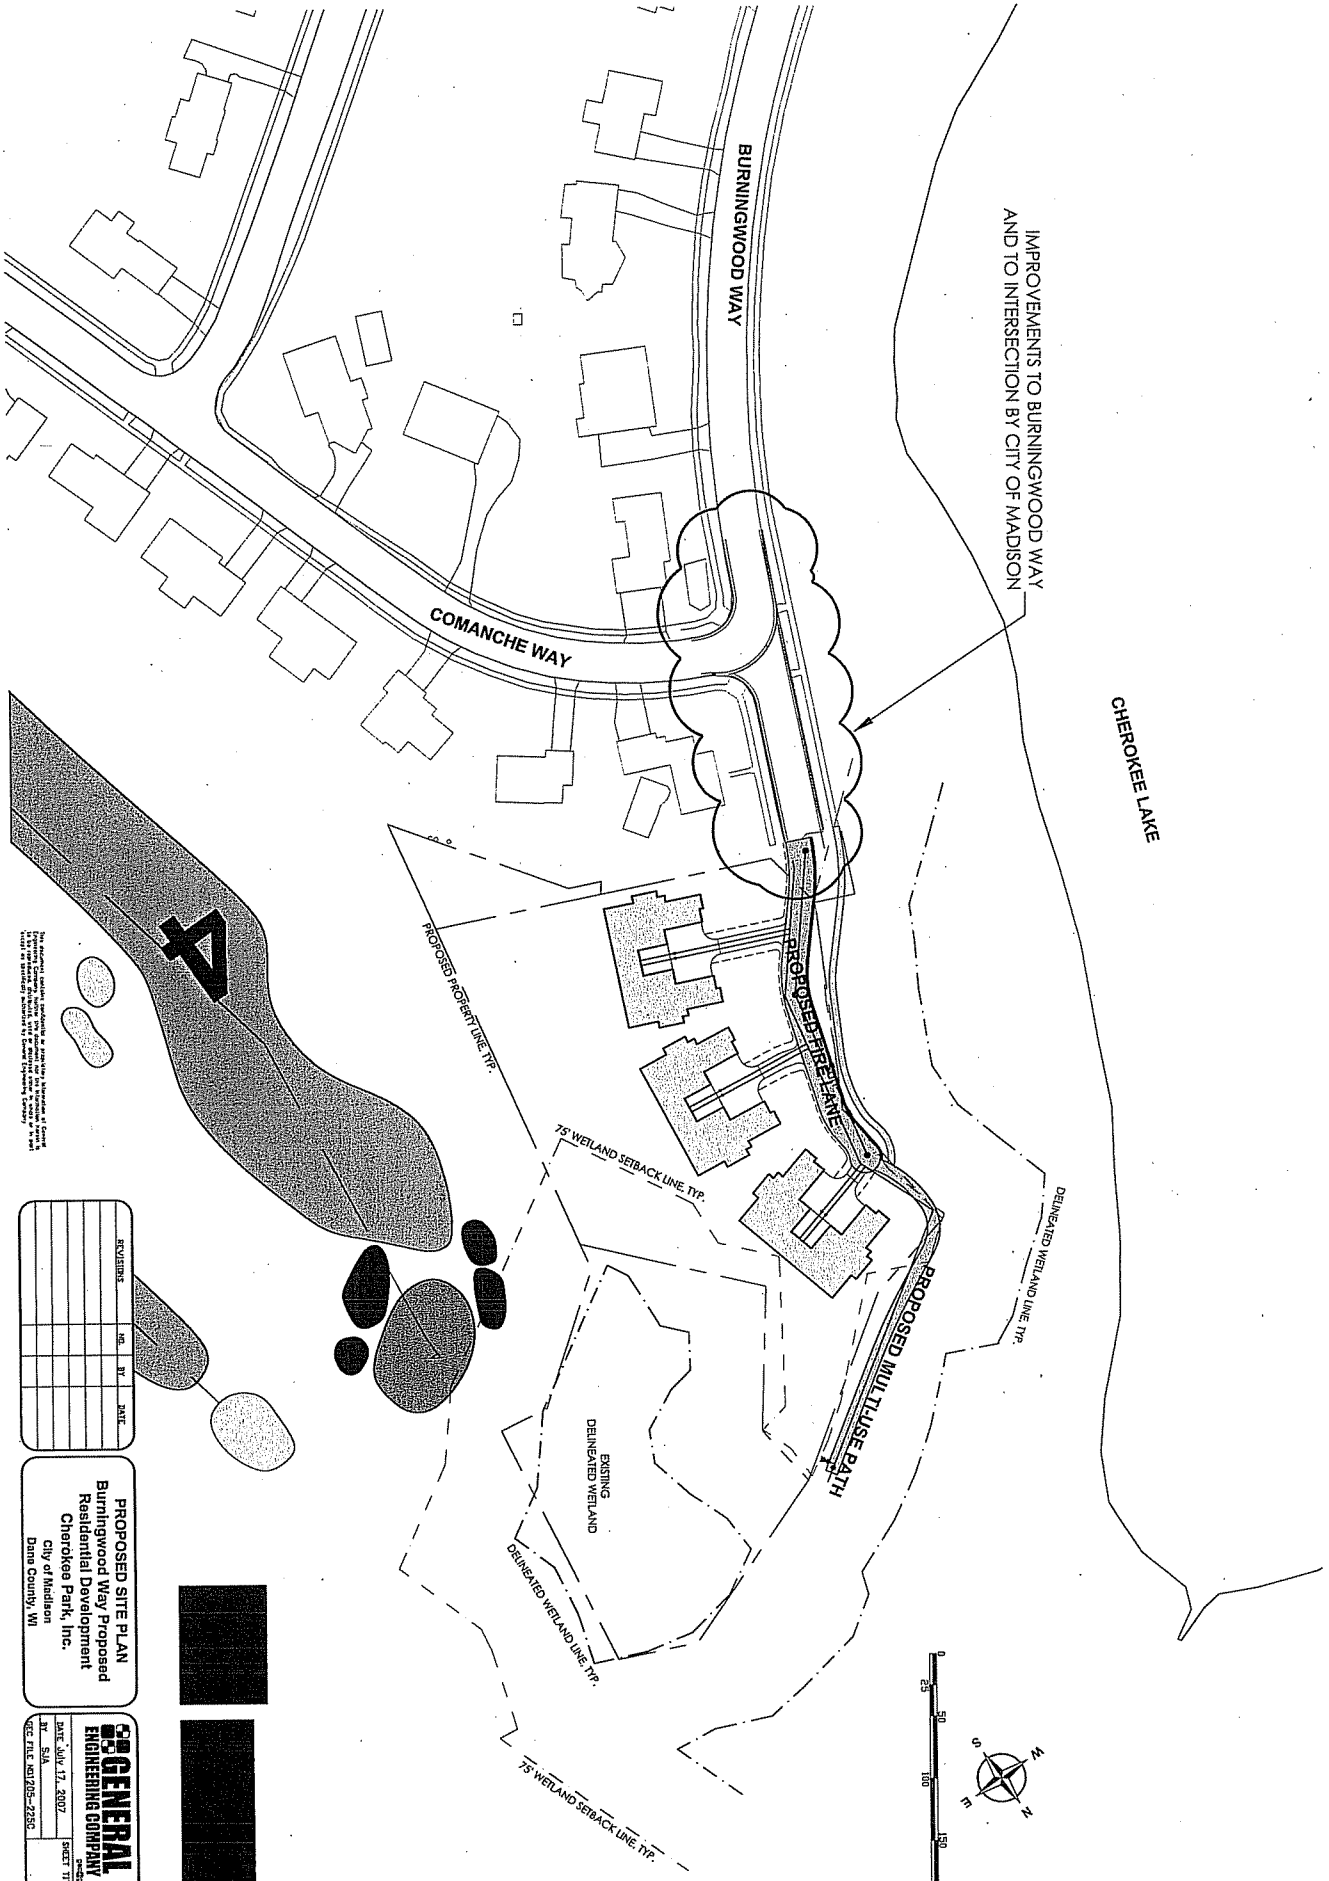 IMPROVEMENTS TO BURNINGWOOD WAY
AND TO INTERSECTION BY CITY OF MADISON
CHEROKEE LAKE
BURNINGWOOD WAY
COMANCHE WAY
PROPOSED FIRE LANE
PROPOSED MULTI-USE PATH
DELINEATED WETLAND LINE, TYP.
PROPOSED PROPERTY LINE, TYP.
75' WETLAND SETBACK LINE, TYP.
EXISTING
DELINEATED WETLAND
DELINEATED WETLAND LINE, TYP.
75' WETLAND SETBACK LINE, TYP.
4
0 25 50 100 150
N
E
S
W
REVISIONS NO. BY DATE
PROPOSED SITE PLAN
Burningwood Way Proposed
Residential Development
Cherokee Park, Inc.
City of Madison
Dane County, WI
GENERAL
ENGINEERING COMPANY
DATE July 17, 2007
BY SJA
SHEET
GEC FILE NO. 1205-225C